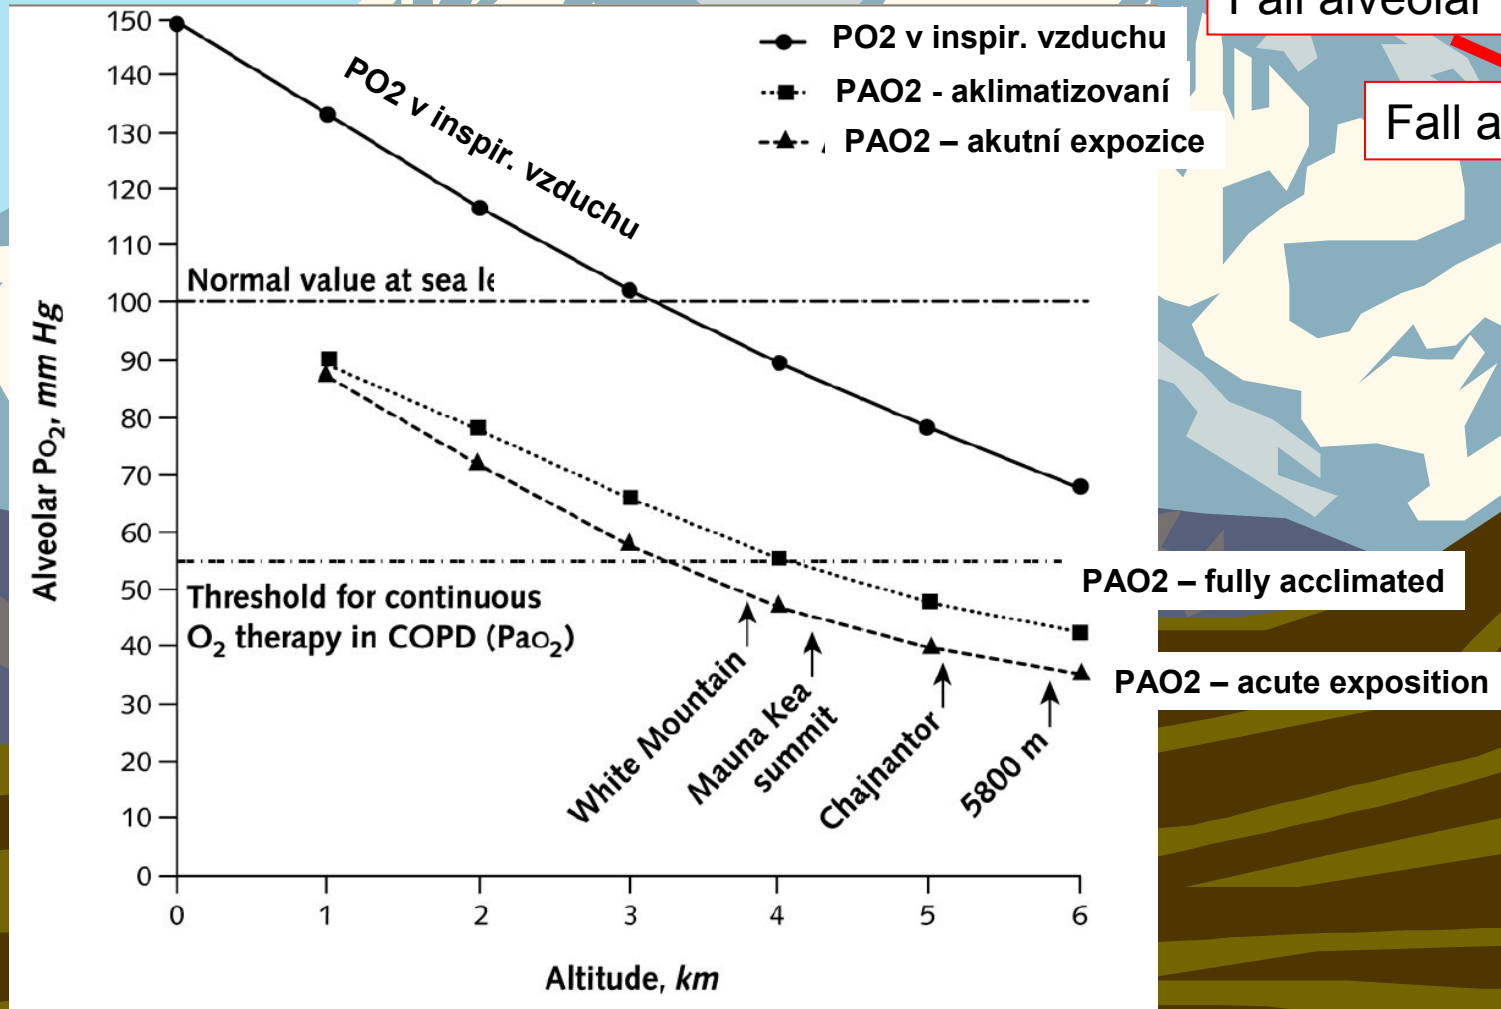 Fall alveolar
Fall a
PO2 v inspir. vzduchu
PAO2 - aklimatizovaní
PAO2 – akutní expozice
PO2 v inspir. vzduchu
Normal value at sea le
Threshold for continuous
O₂ therapy in COPD (Pao₂)
PAO2 – fully acclimated
PAO2 – acute exposition
White Mountain
Mauna Kea
summit
Chajnantor
5800 m
Alveolar Po₂, mm Hg
150
140
130
120
110
100
90
80
70
60
50
40
30
20
10
0
0 1 2 3 4 5 6
Altitude, km